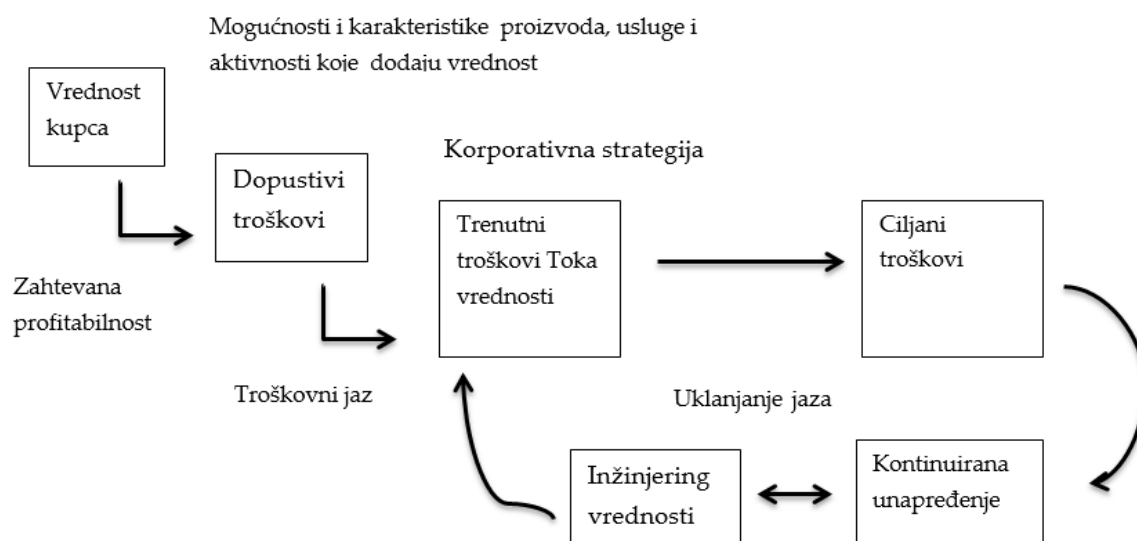 Mogućnosti i karakteristike proizvoda, usluge i
aktivnosti koje dodaju vrednost
Vrednost
kupca
Korporativna strategija
Dopustivi
troškovi
Trenutni
troškovi Toka
vrednosti
Ciljani
troškovi
Zahtevana
profitabilnost
Troškovni jaz
Uklanjanje jaza
Inžinjering
vrednosti
Kontinuirana
unapređenje